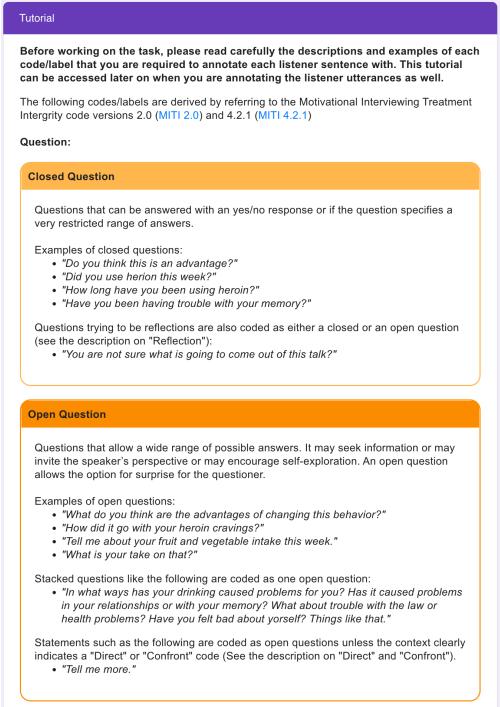 Tutorial
Before working on the task, please read carefully the descriptions and examples of each
code/label that you are required to annotate each listener sentence with. This tutorial
can be accessed later on when you are annotating the listener utterances as well.
The following codes/labels are derived by referring to the Motivational Interviewing Treatment
Intergrity code versions 2.0 (MITI 2.0) and 4.2.1 (MITI 4.2.1)
Question:
Closed Question
Questions that can be answered with an yes/no response or if the question specifies a
very restricted range of answers.
Examples of closed questions:
• "Do you think this is an advantage?"
• "Did you use herion this week?"
• "How long have you been using heroin?"
• "Have you been having trouble with your memory?"
Questions trying to be reflections are also coded as either a closed or an open question
(see the description on "Reflection"):
• "You are not sure what is going to come out of this talk?"
Open Question
Questions that allow a wide range of possible answers. It may seek information or may
invite the speaker's perspective or may encourage self-exploration. An open question
allows the option for surprise for the questioner.
Examples of open questions:
• "What do you think are the advantages of changing this behavior?"
• "How did it go with your heroin cravings?"
• "Tell me about your fruit and vegetable intake this week."
• "What is your take on that?"
Stacked questions like the following are coded as one open question:
• "In what ways has your drinking caused problems for you? Has it caused problems
in your relationships or with your memory? What about trouble with the law or
health problems? Have you felt bad about yorself? Things like that."
Statements such as the following are coded as open questions unless the context clearly
indicates a "Direct" or "Confront" code (See the description on "Direct" and "Confront").
• "Tell me more."